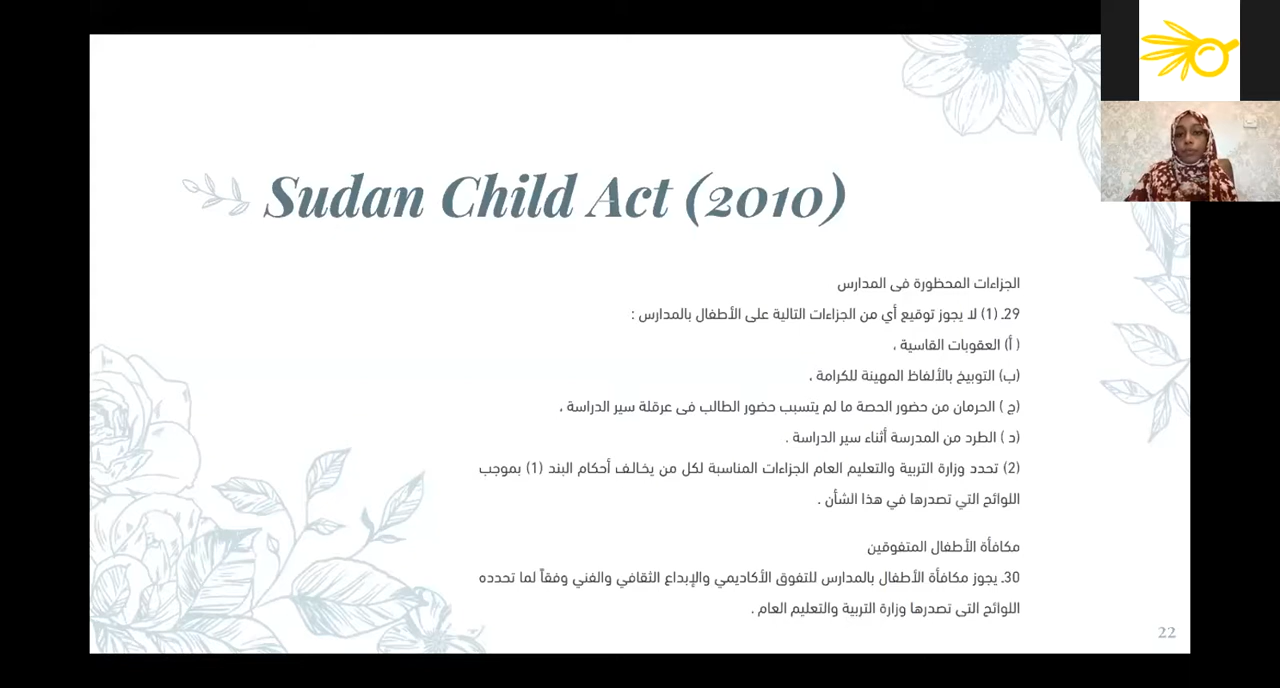 Sudan Child Act (2010)
الجزاءات المحظورة فى المدارس
29ـ (1) لا يجوز توقيع أي من الجزاءات التالية على الأطفال بالمدارس :
( أ) العقوبات القاسية ،
(ب) التوبيخ بالألفاظ المهينة للكرامة ،
(ج ) الحرمان من حضور الحصة ما لم يتسبب حضور الطالب فى عرقلة سير الدراسة ،
(د ) الطرد من المدرسة أثناء سير الدراسة .
(2) تحدد وزارة التربية والتعليم العام الجزاءات المناسبة لكل من يخالف أحكام البند (1) بموجب
اللوائح التي تصدرها في هذا الشأن .
مكافأة الأطفال المتفوقين
30ـ يجوز مكافأة الأطفال بالمدارس للتفوق الأكاديمي والإبداع الثقافي والفني وفقاً لما تحدده
اللوائح التى تصدرها وزارة التربية والتعليم العام .
22